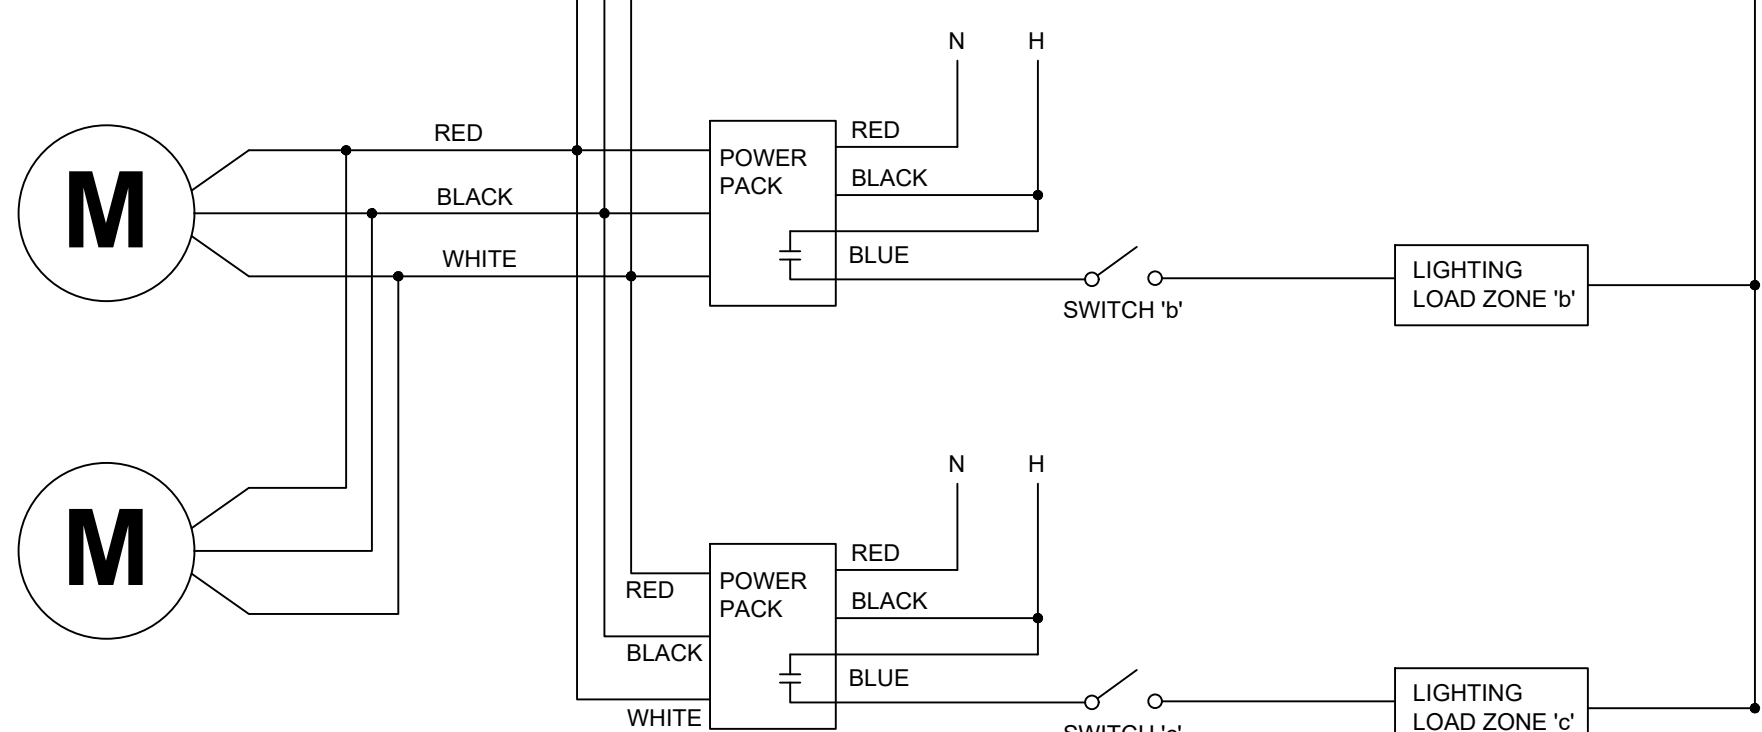 N H
RED
M
POWER
PACK
RED
BLACK
BLACK
WHITE
BLUE
SWITCH 'b'
LIGHTING
LOAD ZONE 'b'
N H
M
RED
BLACK
WHITE
POWER
PACK
RED
BLACK
BLUE
SWITCH 'c'
LIGHTING
LOAD ZONE 'c'